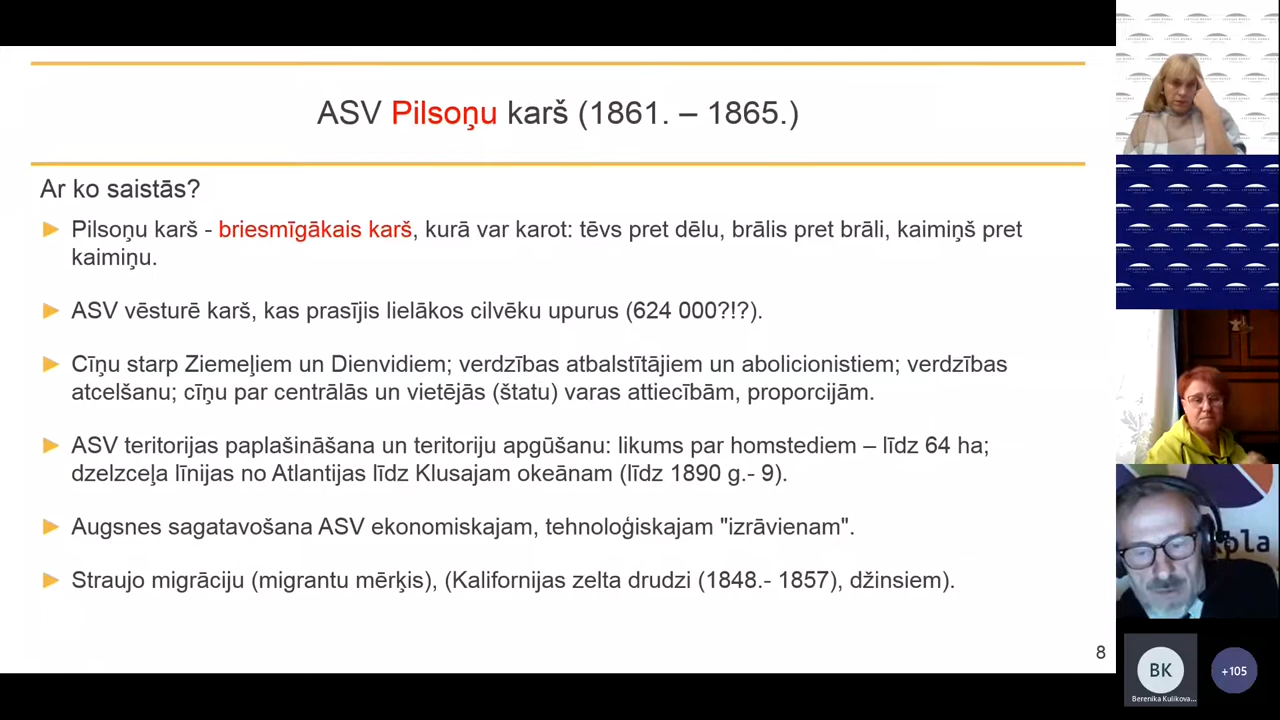 ASV Pilsoņu karš (1861. – 1865.)
Ar ko saistās?
Pilsoņu karš - briesmīgākais karš, kurā var karot: tēvs pret dēlu, brālis pret brāli, kaimiņš pret
kaimiņu.
ASV vēsturē karš, kas prasījis lielākos cilvēku upurus (624 000?!?).
Cīņu starp Ziemeļiem un Dienvidiem; verdzības atbalstītājiem un abolicionistiem; verdzības
atcelšanu; cīņu par centrālās un vietējās (štatu) varas attiecībām, proporcijām.
ASV teritorijas paplašināšana un teritoriju apgūšanu: likums par homstediem – līdz 64 ha;
dzelzceļa līnijas no Atlantijas līdz Klusajam okeānam (līdz 1890 g.- 9).
Augsnes sagatavošana ASV ekonomiskajam, tehnoloģiskajam "izrāvienam".
Straujo migrāciju (migrantu mērķis), (Kalifornijas zelta drudzi (1848.- 1857), džinsiem).
8
BK
Berenika Kulikova...
+105